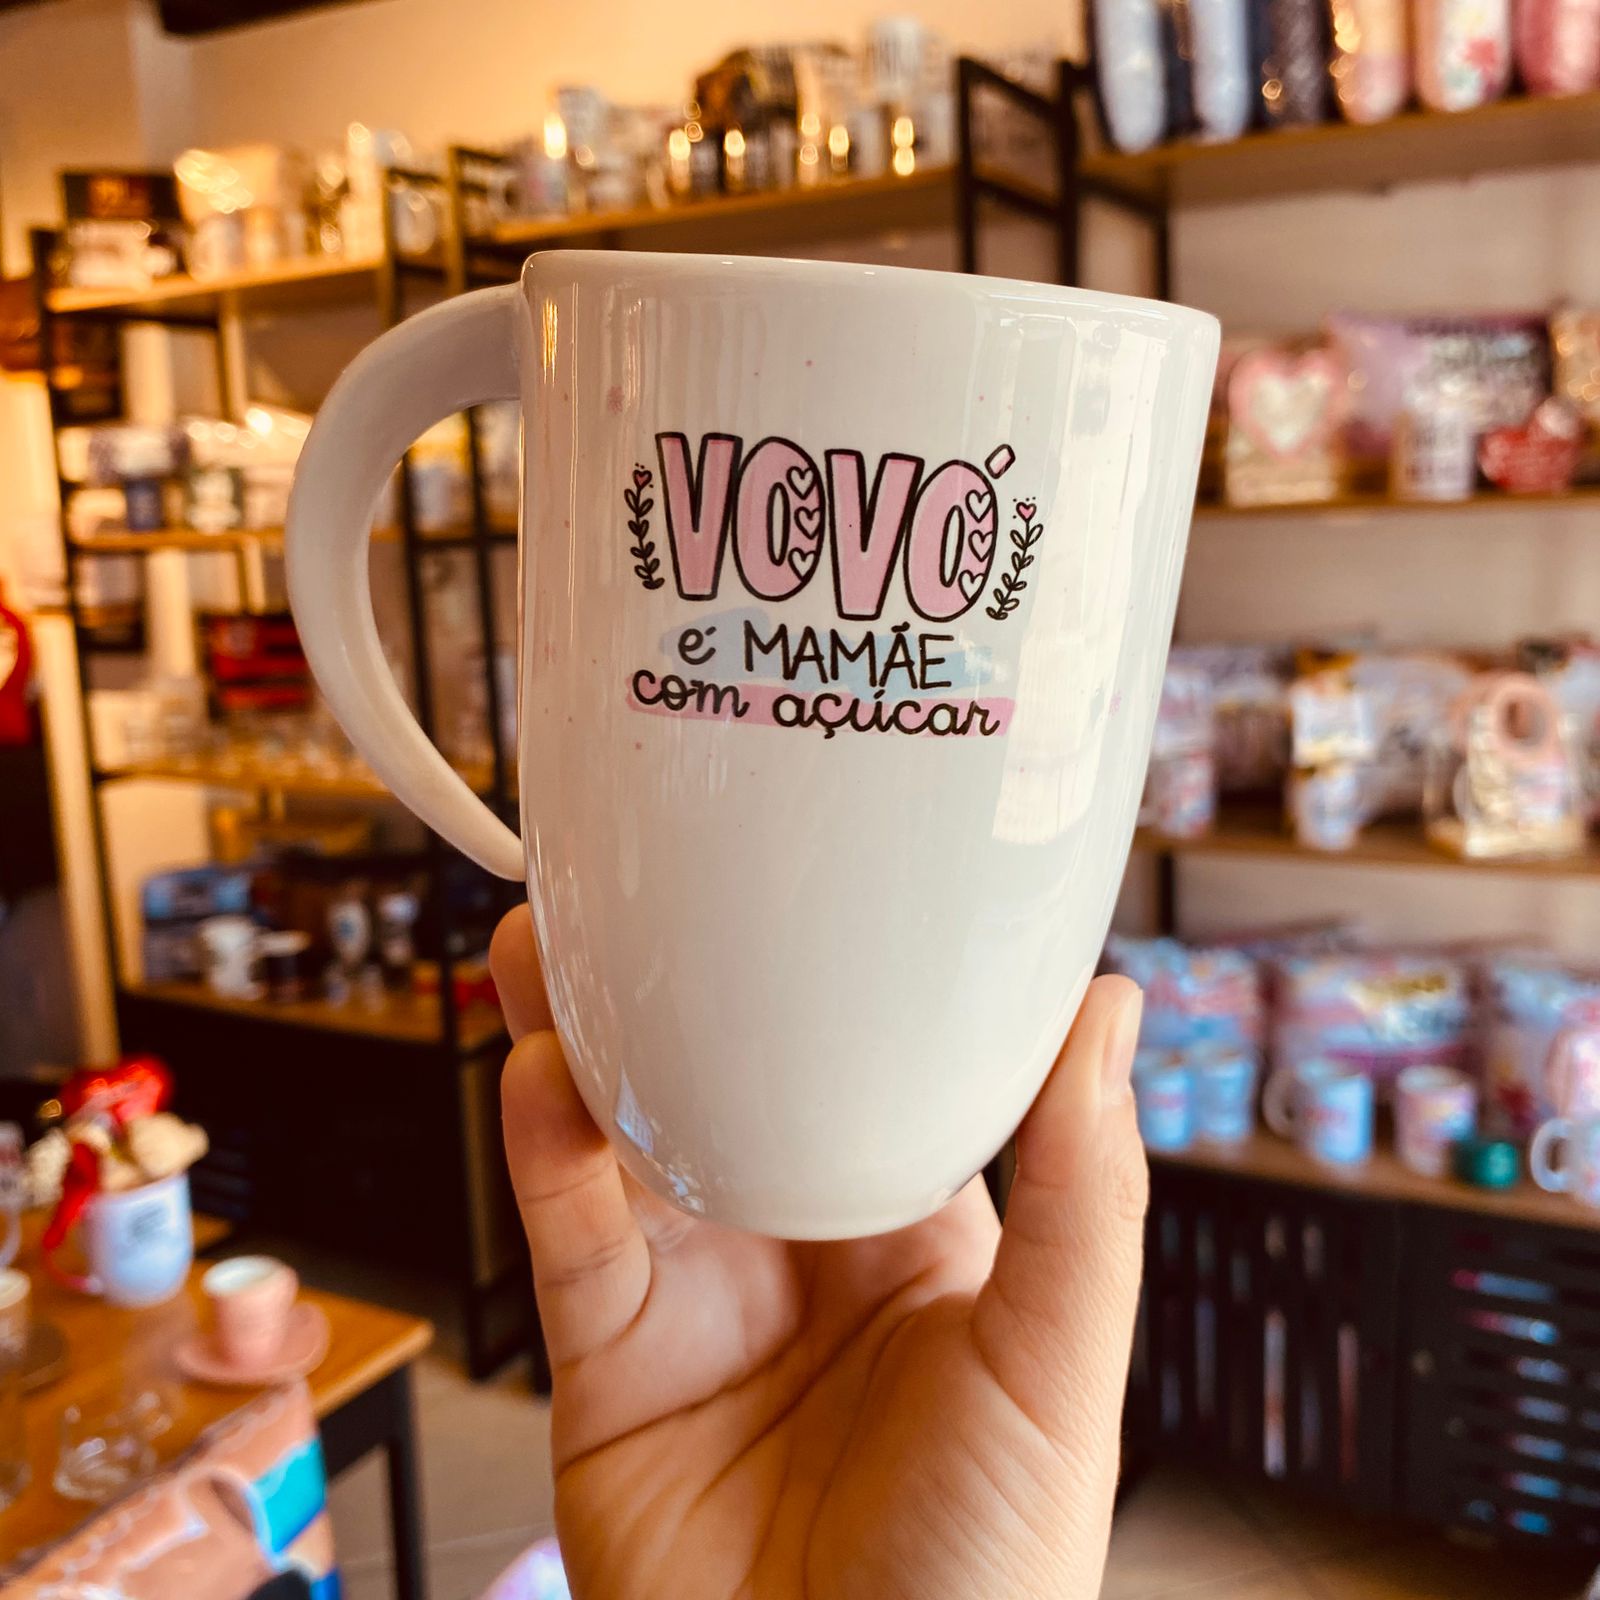 VOVÓ
é MAMÃE
com açúcar